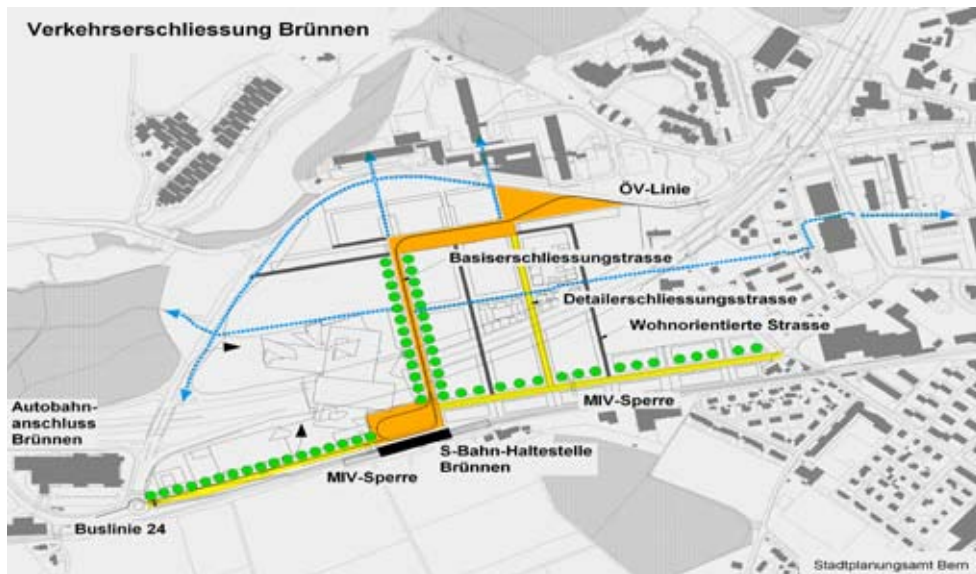 Verkehrserschliessung Brünnen
ÖV-Linie
Basiserschliessungstrasse
Detailerschliessungsstrasse
Wohnorientierte Strasse
MIV-Sperre
Autobahn-
anschluss
Brünnen
S-Bahn-Haltestelle
Brünnen
MIV-Sperre
Buslinie 24
Stadtplanungsamt Bern